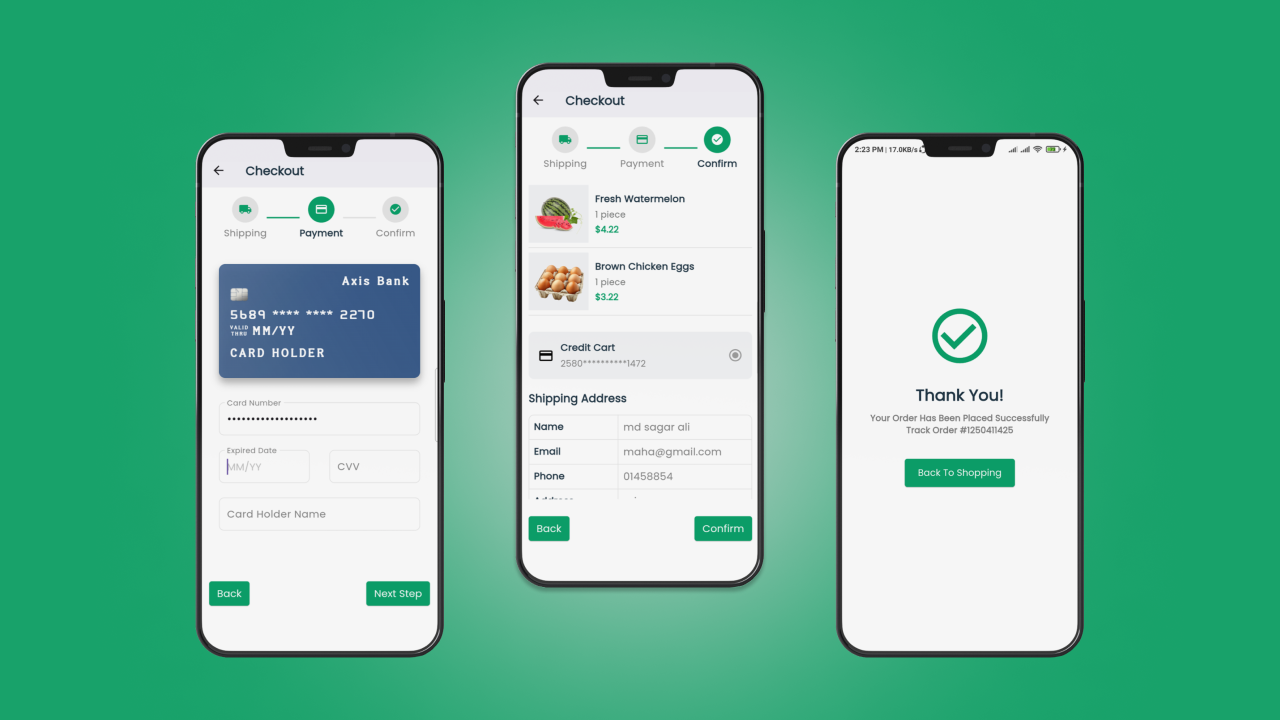 Checkout
Shipping Payment Confirm
Axis Bank
5689 **** **** 2270
VALID THRU MM/YY
CARD HOLDER
Card Number
•••••••••••••••••••
Expired Date
MM/YY
CVV
Card Holder Name
Back Next Step
Checkout
Shipping Payment Confirm
Fresh Watermelon
1 piece
$4.22
Brown Chicken Eggs
1 piece
$3.22
Credit Cart
2580**********1472
Shipping Address
Name md sagar ali
Email maha@gmail.com
Phone 01458854
Back Confirm
2:23 PM | 17.0KB/s
Thank You!
Your Order Has Been Placed Successfully
Track Order #1250411425
Back To Shopping